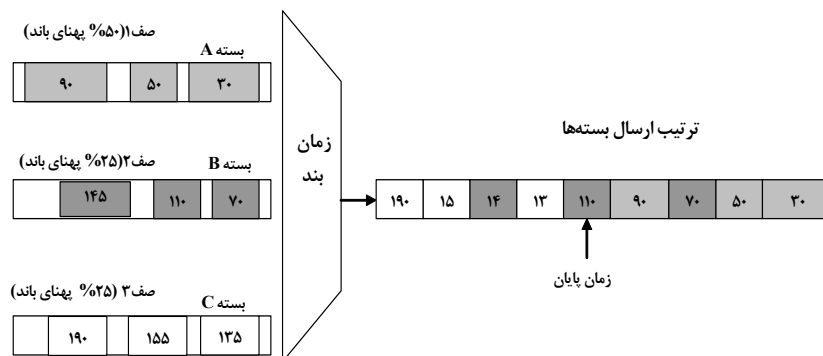 صف۱(۵۰% پهنای باند)
بسته A
۹۰ ۵۰ ۳۰
صف۲(۲۵% پهنای باند)
بسته B
۱۴۵ ۱۱۰ ۷۰
صف۳ (۲۵% پهنای باند)
بسته C
۱۹۰ ۱۵۵ ۱۳۵
زمان
بند
ترتیب ارسال بسته‌ها
۱۹۰ ۱۵ ۱۴ ۱۳ ۱۱۰ ۹۰ ۷۰ ۵۰ ۳۰
زمان پایان